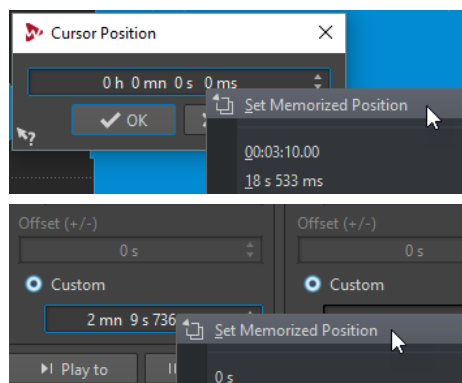 Cursor Position
0 h 0 mn 0 s 0 ms
Set Memorized Position
OK
00:03:10.00
18 s 533 ms
Offset (+/-)
Offset (+/-)
0 s
0 s
Custom
Custom
2 mn 9 s 736
Set Memorized Position
Play to
0 s